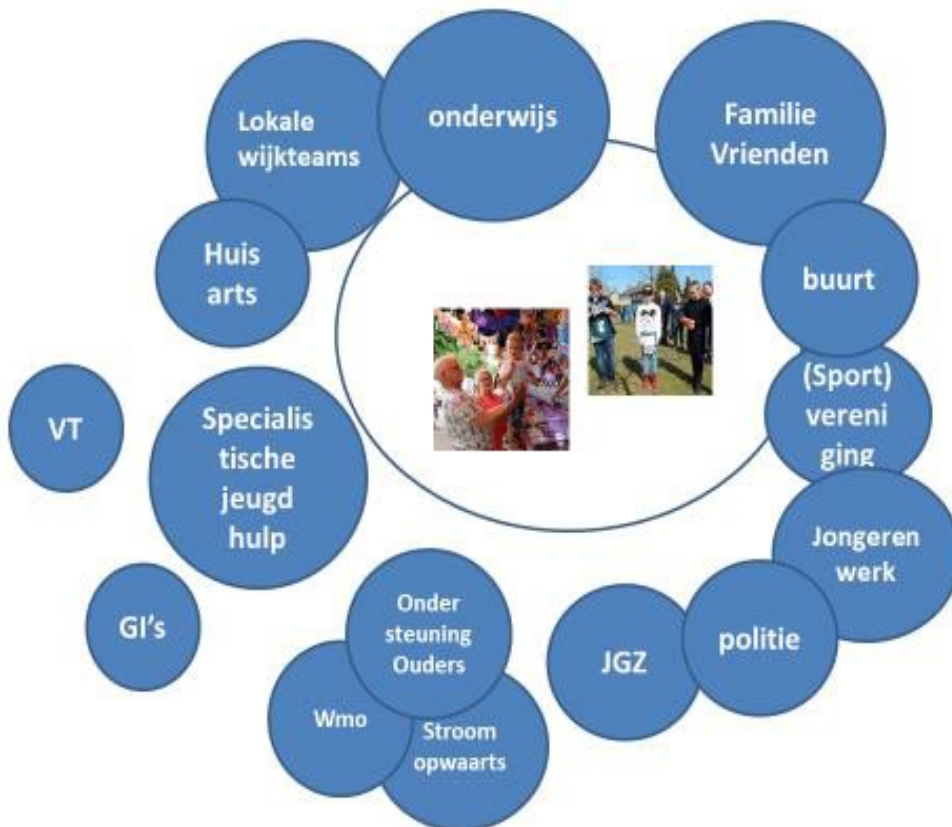 Lokale
wijkteams
onderwijs
Familie
Vrienden
Huis
arts
buurt
(Sport)
vereni
ging
VT
Specialis
tische
jeugd
hulp
Jongeren
werk
GI's
Onder
steuning
Ouders
JGZ
politie
Wmo
Stroom
opwaarts